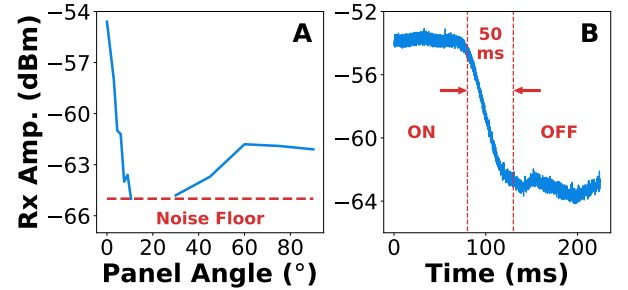 Rx Amp. (dBm)
−54
−57
−60
−63
−66
A
Noise Floor
0
20
40
60
80
Panel Angle (°)
−52
−56
−60
−64
B
50
ms
ON
OFF
0
100
200
Time (ms)